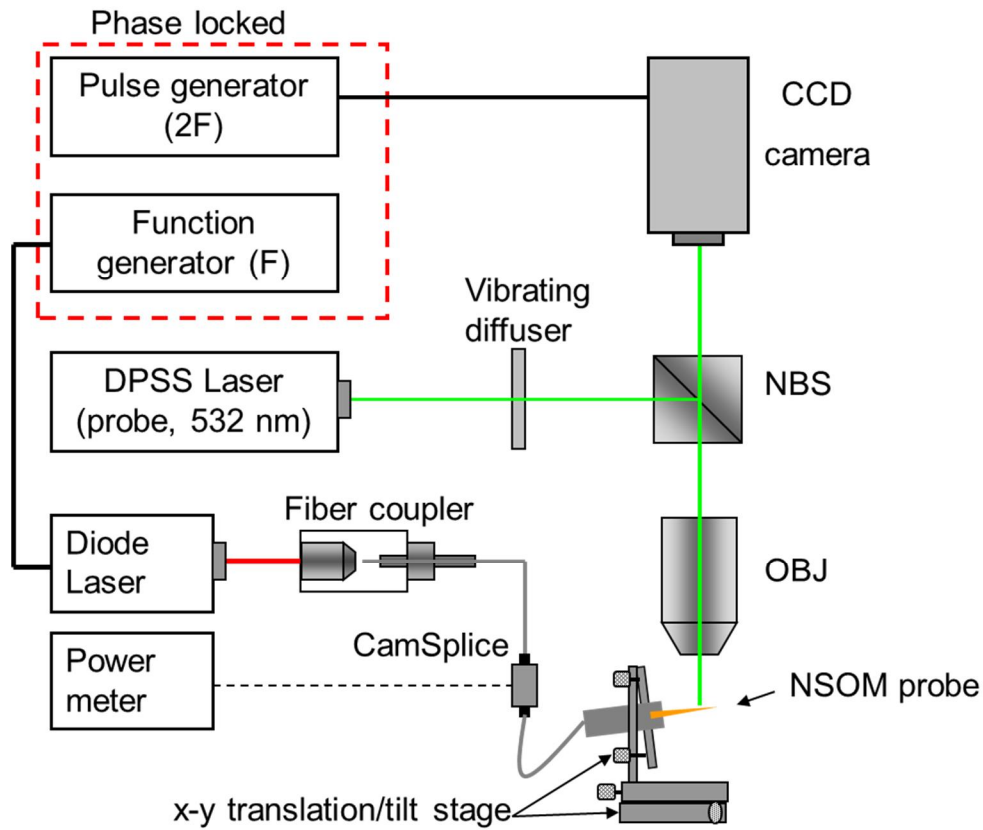 Phase locked
Pulse generator
(2F)
CCD
camera
Function
generator (F)
Vibrating
diffuser
DPSS Laser
(probe, 532 nm)
NBS
Fiber coupler
Diode
Laser
OBJ
CamSplice
Power
meter
NSOM probe
x-y translation/tilt stage